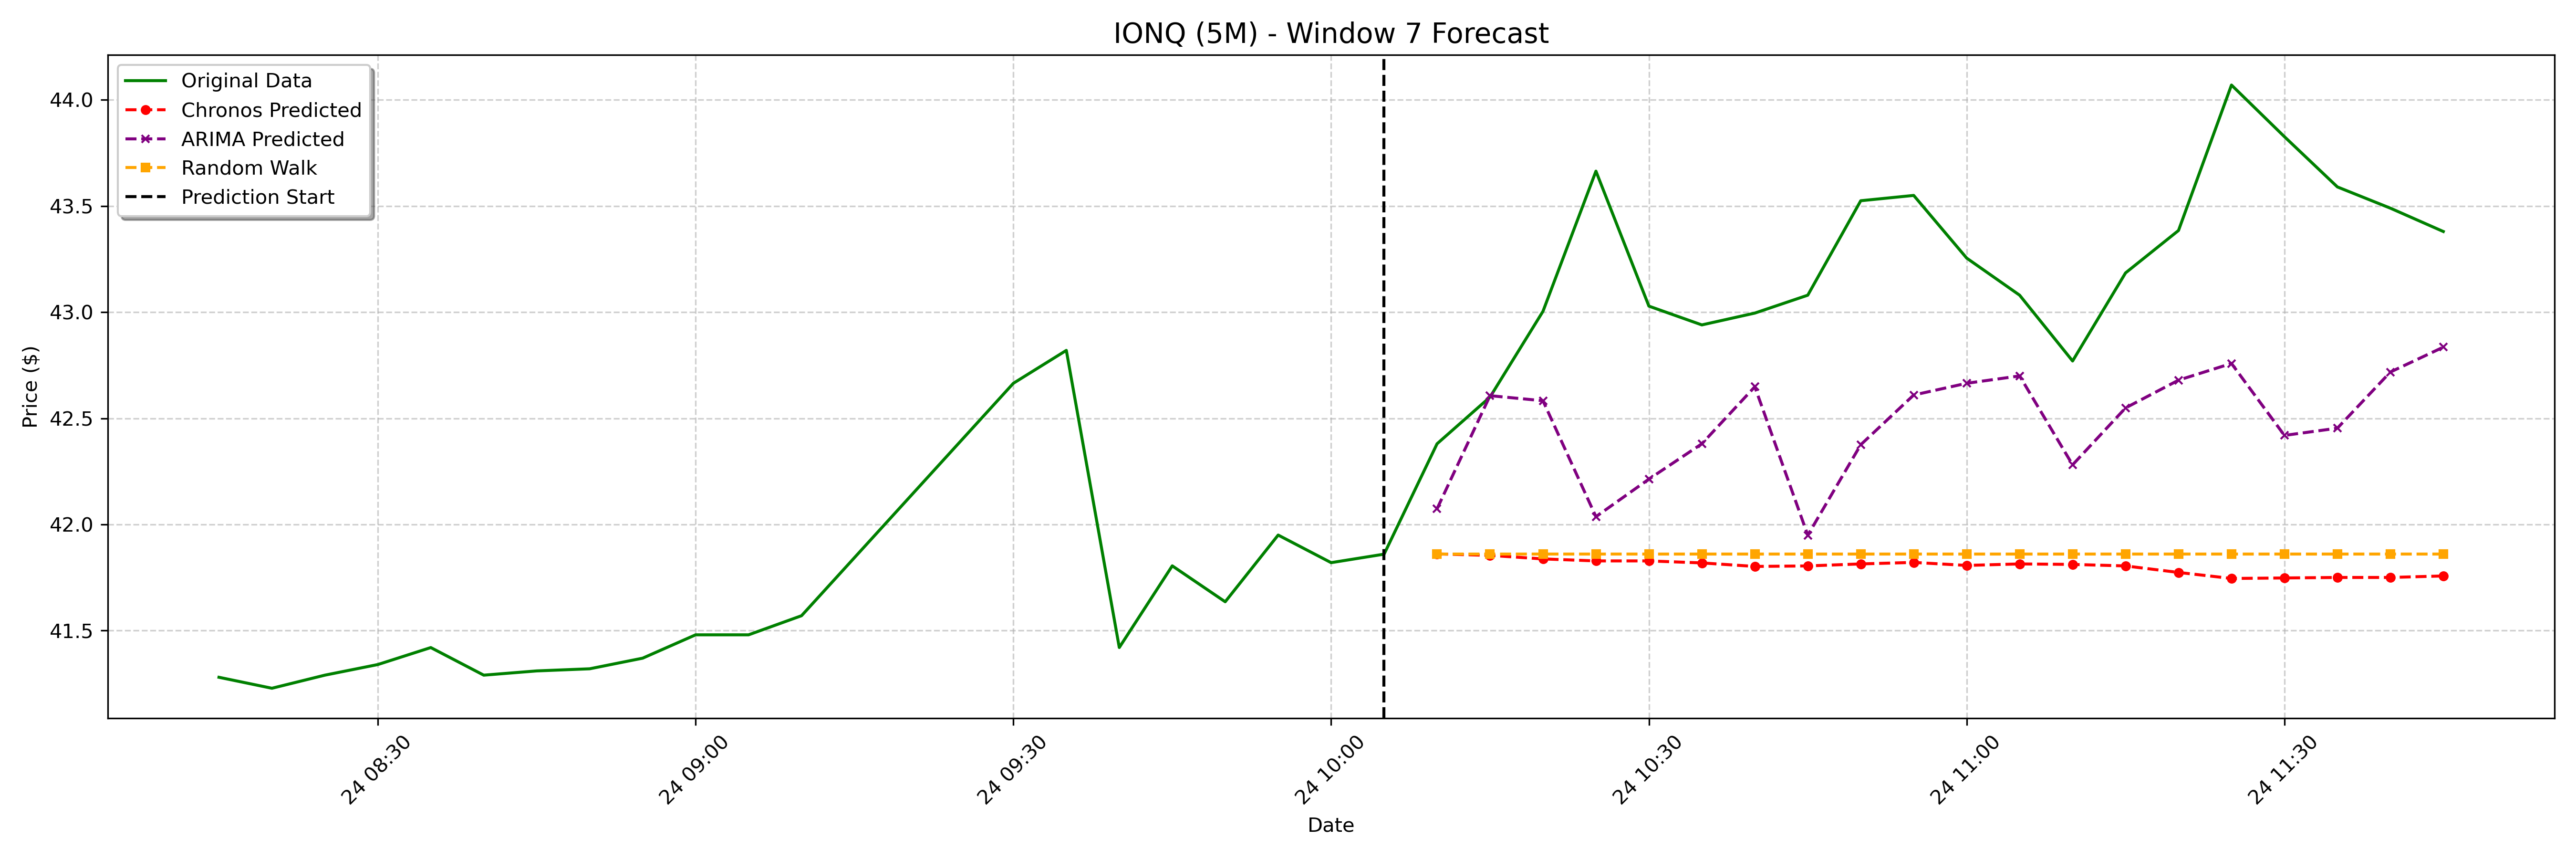 IONQ (5M) - Window 7 Forecast
Original Data
Chronos Predicted
ARIMA Predicted
Random Walk
Prediction Start
Price ($)
44.0
43.5
43.0
42.5
42.0
41.5
24 08:30
24 09:00
24 09:30
24 10:00
24 10:30
24 11:00
24 11:30
Date